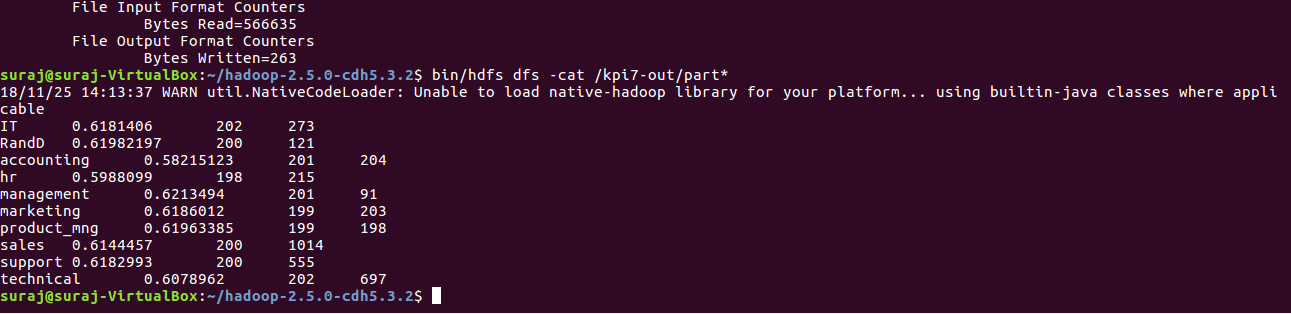 File Input Format Counters
Bytes Read=566635
File Output Format Counters
Bytes Written=263
suraj@suraj-VirtualBox:~/hadoop-2.5.0-cdh5.3.2$ bin/hdfs dfs -cat /kpi7-out/part*
18/11/25 14:13:37 WARN util.NativeCodeLoader: Unable to load native-hadoop library for your platform... using builtin-java classes where appli
cable
IT 0.6181406 202 273
RandD 0.61982197 200 121
accounting 0.58215123 201 204
hr 0.5988099 198 215
management 0.6213494 201 91
marketing 0.6186012 199 203
product_mng 0.61963385 199 198
sales 0.6144457 200 1014
support 0.6182993 200 555
technical 0.6078962 202 697
suraj@suraj-VirtualBox:~/hadoop-2.5.0-cdh5.3.2$